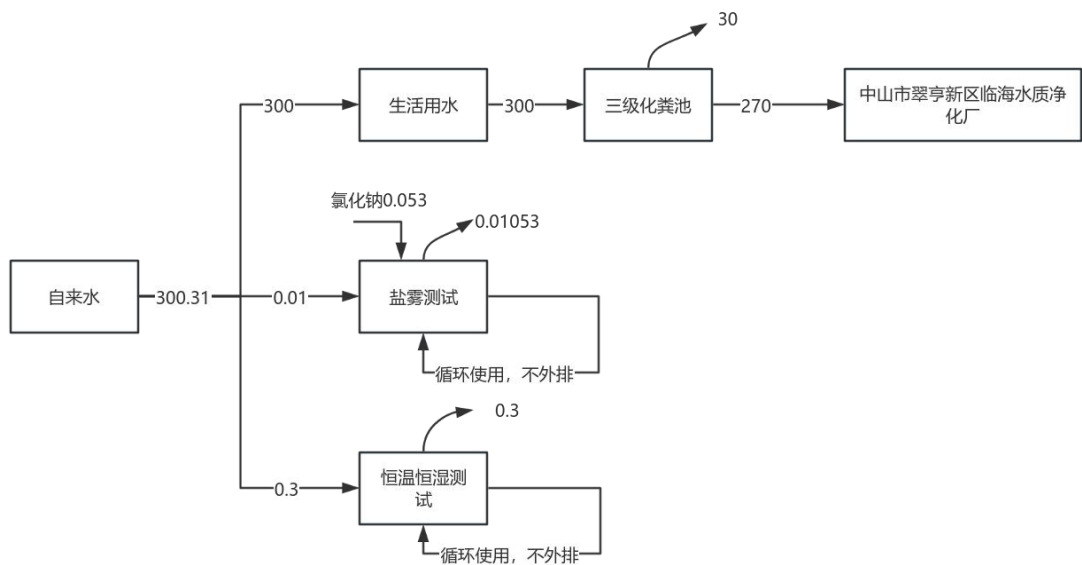 30
300
生活用水
300
三级化粪池
270
中山市翠亨新区临海水质净
化厂
氯化钠0.053
0.01053
自来水
300.31
0.01
盐雾测试
循环使用，不外排
0.3
0.3
恒温恒湿测
试
循环使用，不外排